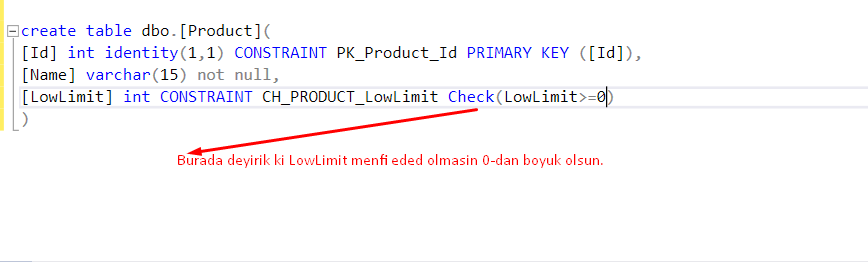 create table dbo.[Product](
[Id] int identity(1,1) CONSTRAINT PK_Product_Id PRIMARY KEY ([Id]),
[Name] varchar(15) not null,
[LowLimit] int CONSTRAINT CH_PRODUCT_LowLimit Check(LowLimit>=0)
)
Burada deyirik ki LowLimit menfi eded olmasin 0-dan boyuk olsun.